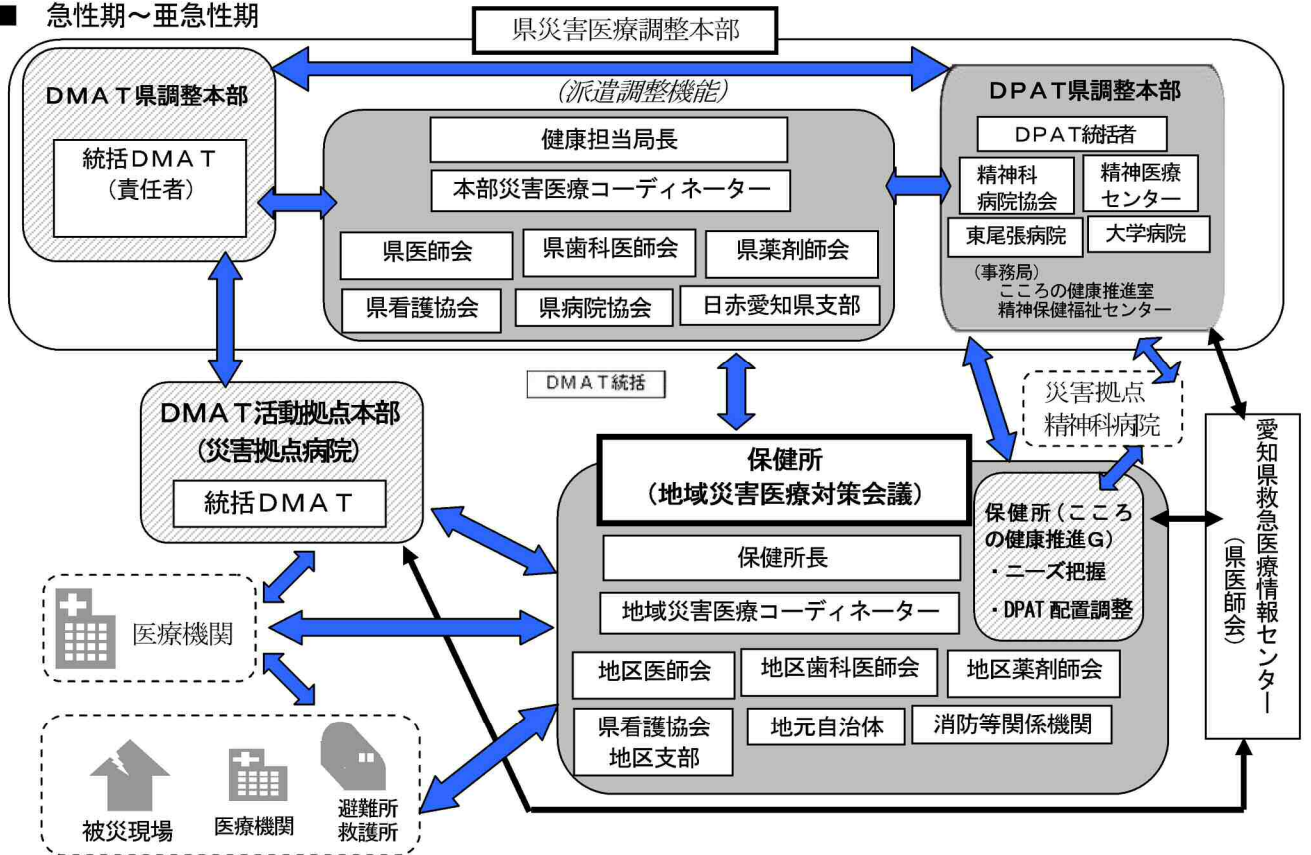 ■ 急性期～亜急性期
県災害医療調整本部
(派遣調整機能)
DMAT県調整本部
統括DMAT
(責任者)
健康担当局長
本部災害医療コーディネーター
県医師会
県歯科医師会
県薬剤師会
県看護協会
県病院協会
日赤愛知県支部
DPAT県調整本部
DPAT統括者
精神科
病院協会
精神医療
センター
東尾張病院
大学病院
(事務局)
こころの健康推進室
精神保健福祉センター
DMAT統括
災害拠点
精神科病院
DMAT活動拠点本部
(災害拠点病院)
統括DMAT
保健所
(地域災害医療対策会議)
保健所長
地域災害医療コーディネーター
保健所(こころ
の健康推進G)
・ニーズ把握
・DPAT配置調整
地区医師会
地区歯科医師会
地区薬剤師会
県看護協会
地区支部
地元自治体
消防等関係機関
愛知県救急医療情報センター
(県医師会)
医療機関
被災現場
医療機関
避難所
救護所